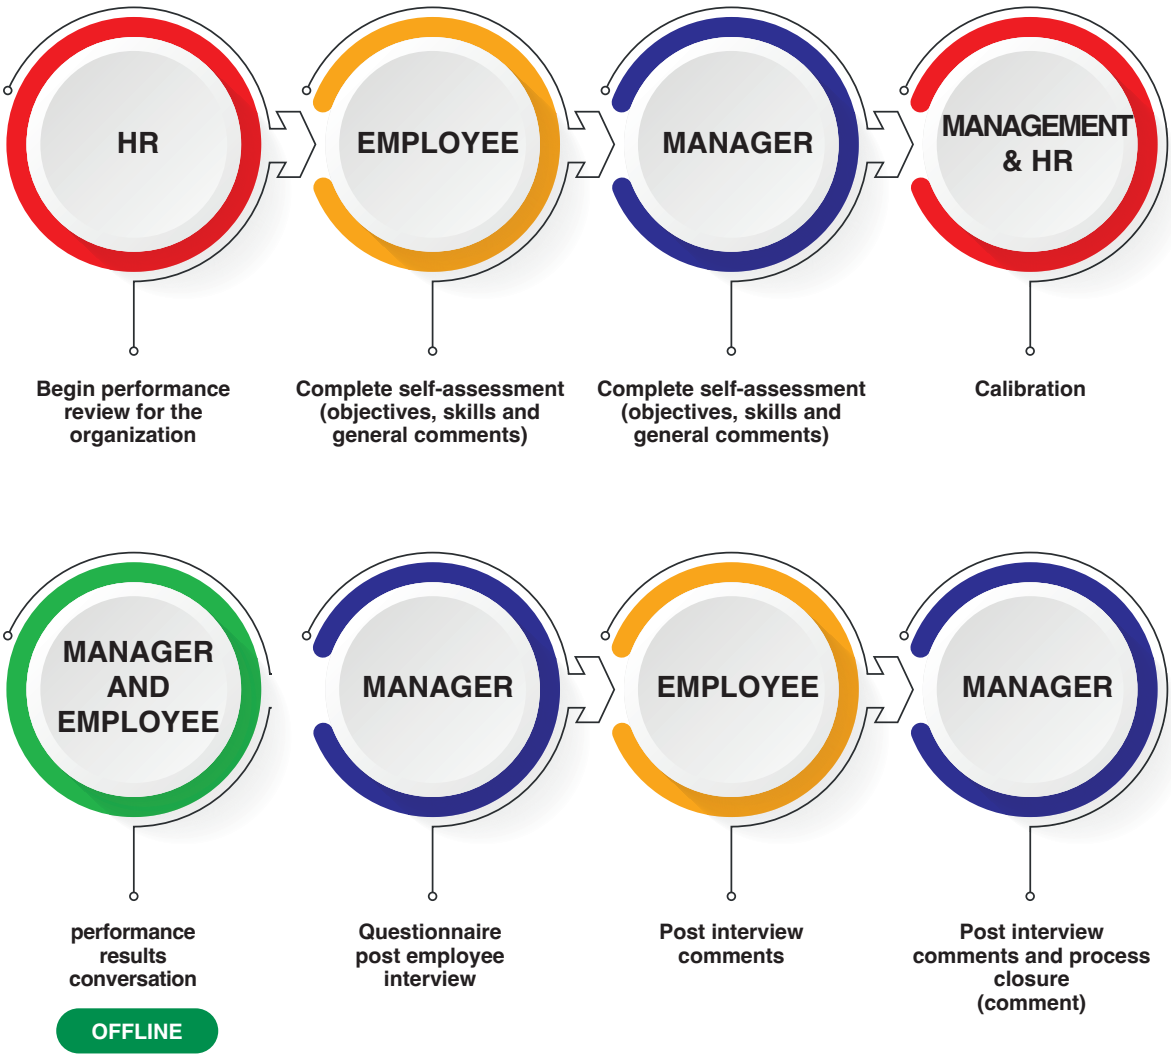 HR
EMPLOYEE
MANAGER
MANAGEMENT
& HR
Begin performance
review for the
organization
Complete self-assessment
(objectives, skills and
general comments)
Complete self-assessment
(objectives, skills and
general comments)
Calibration
MANAGER
AND
EMPLOYEE
MANAGER
EMPLOYEE
MANAGER
performance
results
conversation
OFFLINE
Questionnaire
post employee
interview
Post interview
comments
Post interview
comments and process
closure
(comment)